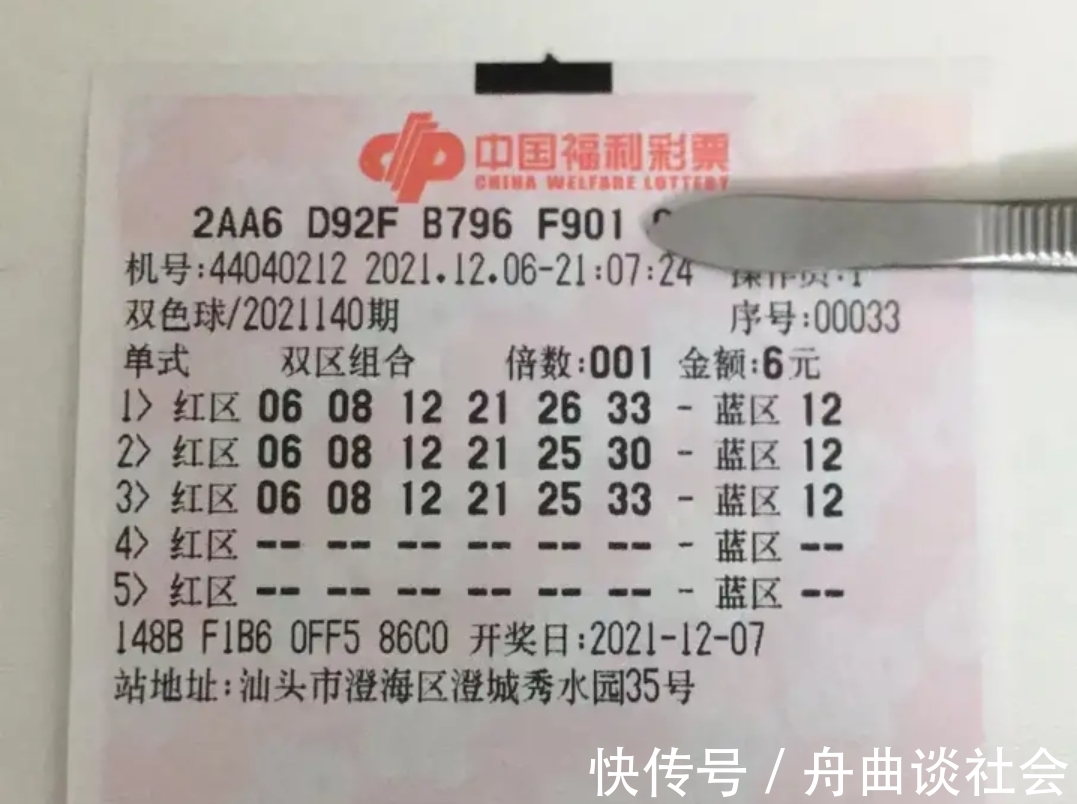 中国福利彩票
CHINA WELFARE LOTTERY
2AA6 D92F B796 F901
机号:44040212 2021.12.06-21:07:24 操作员:1
双色球/2021140期 序号:00033
单式 双区组合 倍数:001 金额:6元
1> 红区 06 08 12 21 26 33 - 蓝区 12
2> 红区 06 08 12 21 25 30 - 蓝区 12
3> 红区 06 08 12 21 25 33 - 蓝区 12
4> 红区 -- -- -- -- -- -- - 蓝区 --
5> 红区 -- -- -- -- -- -- - 蓝区 --
148B F1B6 0FF5 86C0 开奖日:2021-12-07
站地址:汕头市澄海区澄城秀水园35号
快传号 / 舟曲谈社会